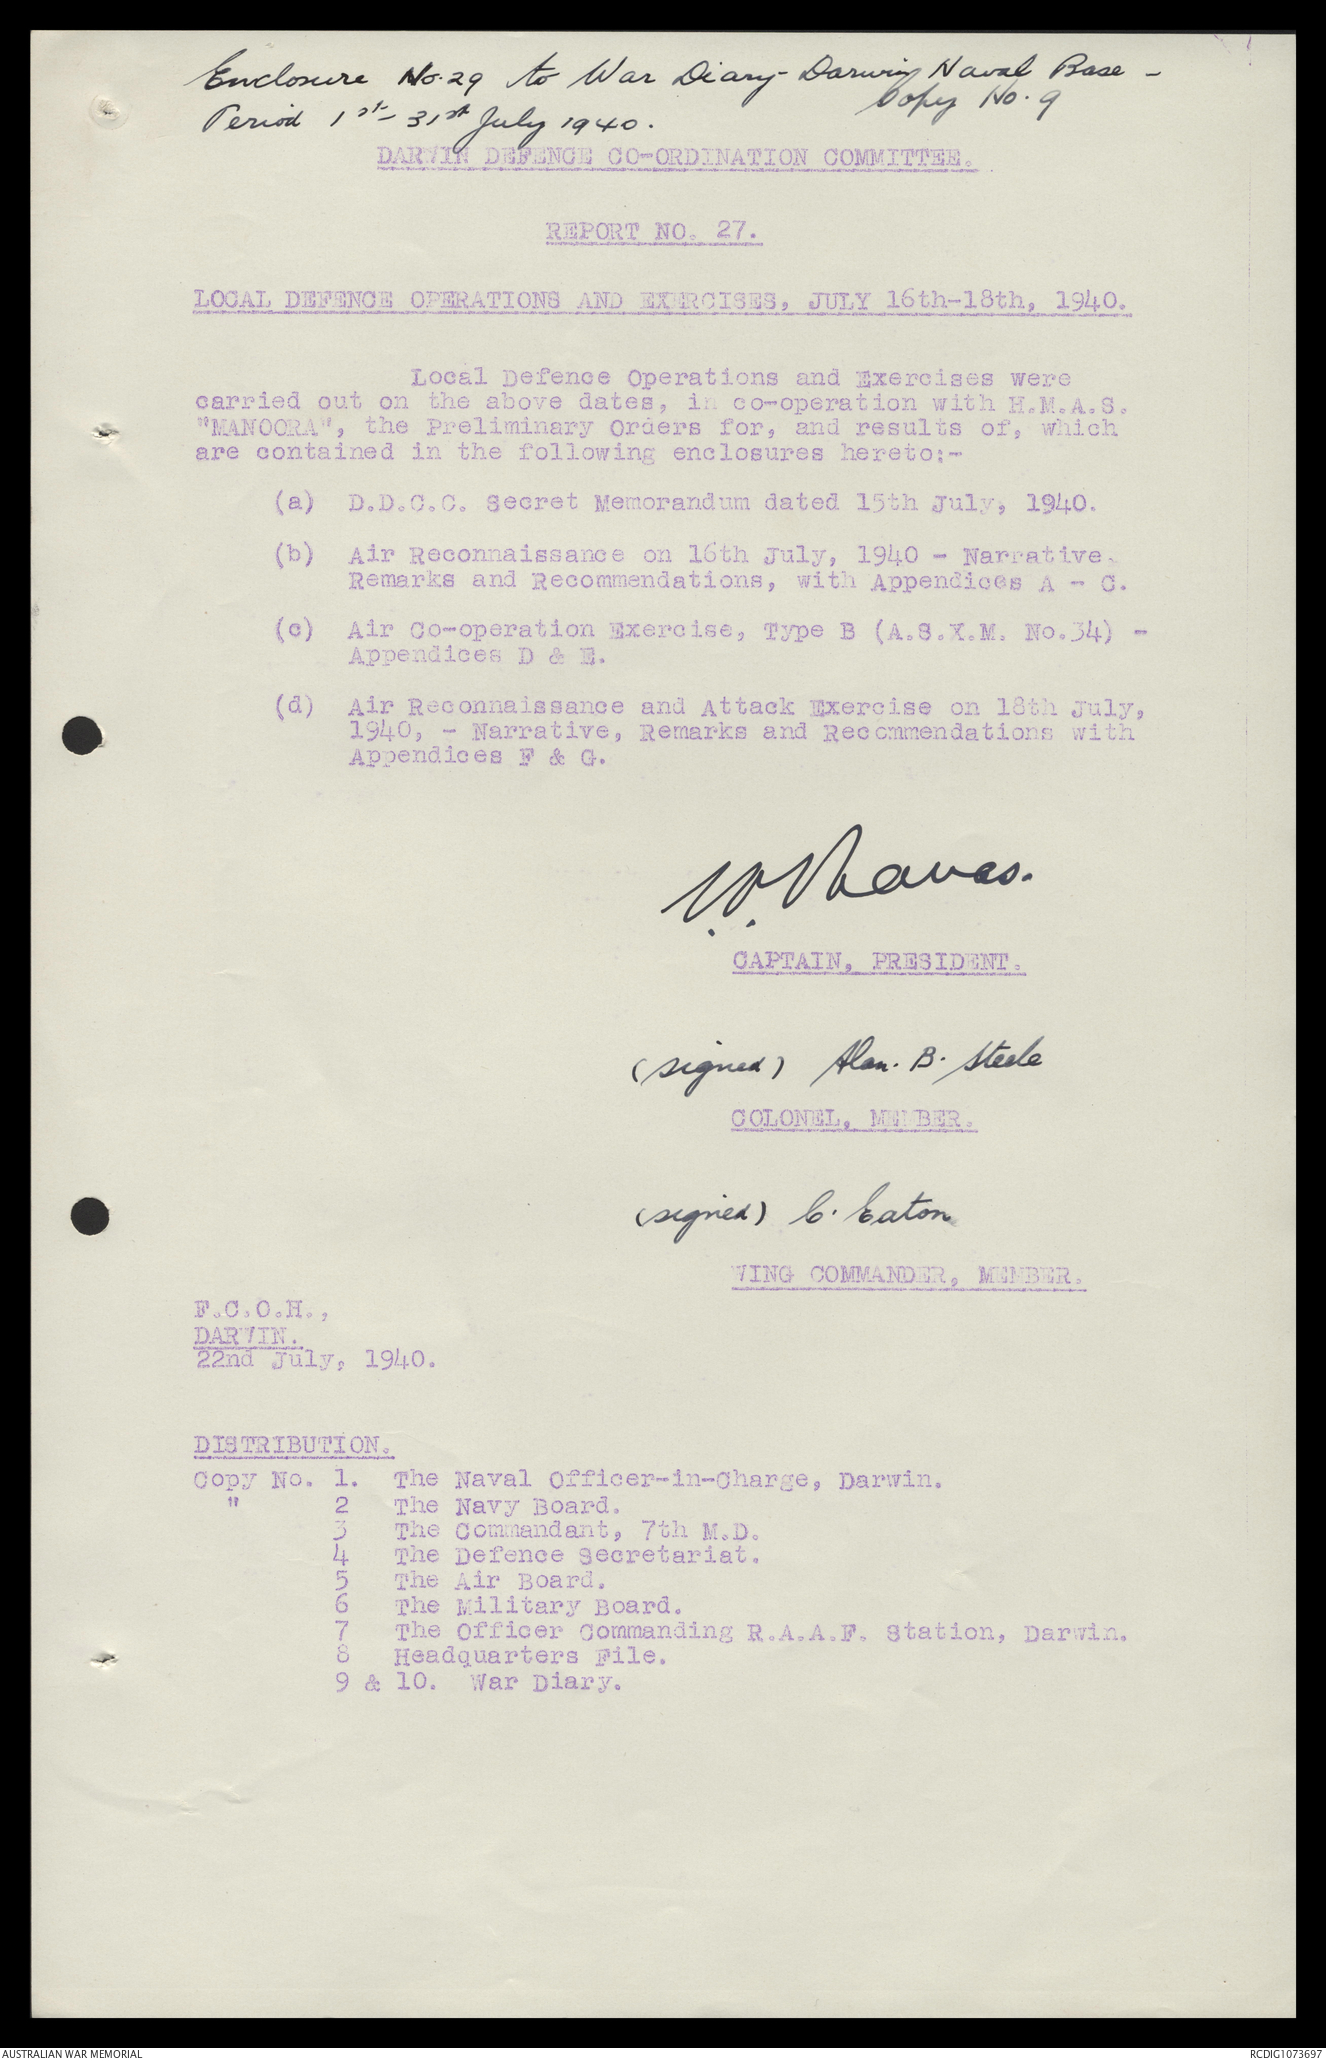 Enclosure No.29 to War Diary - Darwin Naval Base -
Copy No. 9
Period 1st - 31st July 1940.
DARWIN DEFENCE CO-ORDINATION COMMITTEE.
REPORT NO. 27.
LOCAL DEFENCE OPERATIONS AND EXERCISES, JULY 16th-18th, 1940.
Local Defence Operations and Exercises were
carried out on the above dates, in co-operation with H.M.A.S.
"MANOORA", the Preliminary Orders for, and results of, which
are contained in the following enclosures hereto:-
(a) D.D.C.C. Secret Memorandum dated 15th July, 1940.
(b) Air Reconnaissance on 16th July, 1940 - Narrative.
Remarks and Recommendations, with Appendices A - C.
(c) Air Co-operation Exercise, Type B (A.S.X.M. No.34) -
Appendices D & E.
(d) Air Reconnaissance and Attack Exercise on 18th July,
1940, - Narrative, Remarks and Recommendations with
Appendices F & G.
CAPTAIN, PRESIDENT.
(signed) Alan. B. Steele
COLONEL, MEMBER.
(signed) C. Eaton
WING COMMANDER, MEMBER.
F.C.O.H.,
DARWIN.
22nd July, 1940.
DISTRIBUTION.
Copy No. 1. The Naval Officer-in-Charge, Darwin.
" 2 The Navy Board.
3 The Commandant, 7th M.D.
4 The Defence Secretariat.
5 The Air Board.
6 The Military Board.
7 The Officer Commanding R.A.A.F. Station, Darwin.
8 Headquarters File.
9 & 10. War Diary.
AUSTRALIAN WAR MEMORIAL
RCDIG1073697